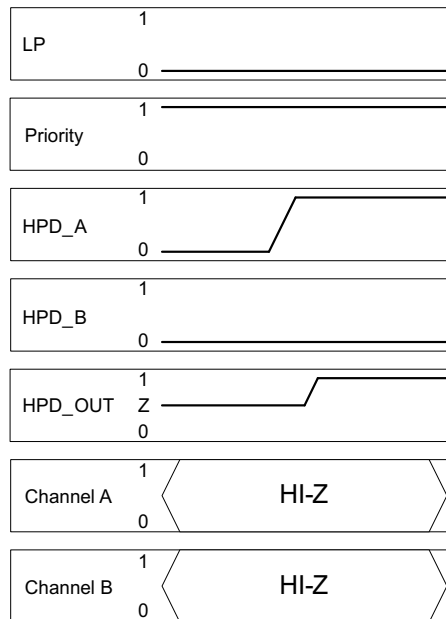 1
LP
0
1
Priority
0
1
HPD_A
0
1
HPD_B
0
1
HPD_OUT Z
0
1
Channel A HI-Z
0
1
Channel B HI-Z
0